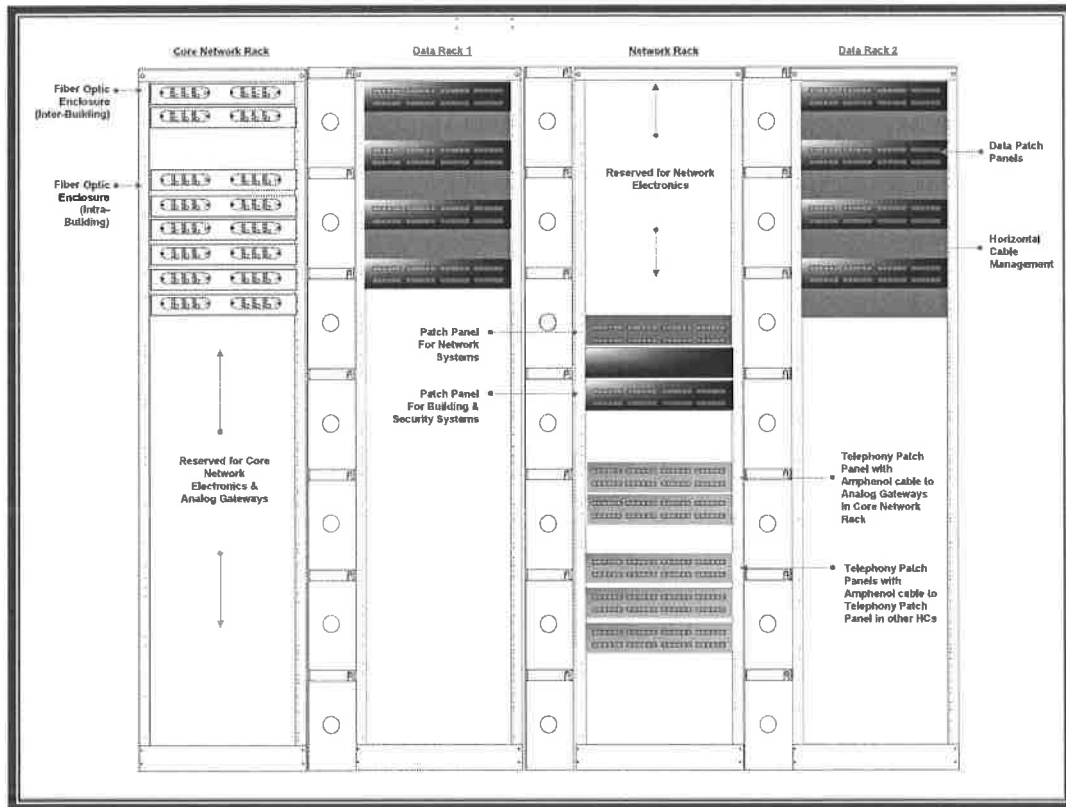 Core Network Rack
Data Rack 1
Network Rack
Data Rack 2
Fiber Optic
Enclosure
(Inter-Building)
Fiber Optic
Enclosure
(Intra-
Building)
Reserved for Core
Network
Electronics &
Analog Gateways
Reserved for Network
Electronics
Patch Panel
For Network
Systems
Patch Panel
For Building &
Security Systems
Data Patch
Panels
Horizontal
Cable
Management
Telephony Patch
Panel with
Amphenol cable to
Analog Gateways
in Core Network
Rack
Telephony Patch
Panels with
Amphenol cable to
Telephony Patch
Panel in other HCs